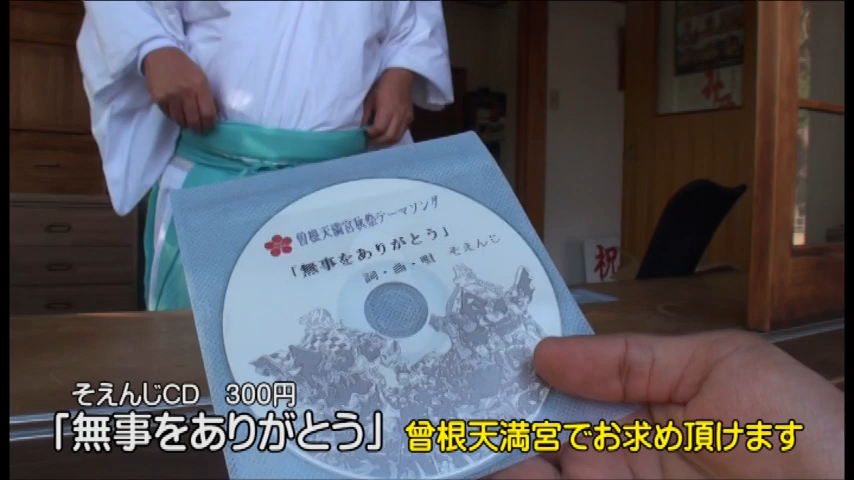 曾根天満宮秋祭テーマソング
「無事をありがとう」
詞・画・唄 そえんじ
祝
そえんじCD 300円
「無事をありがとう」 曾根天満宮でお求め頂けます